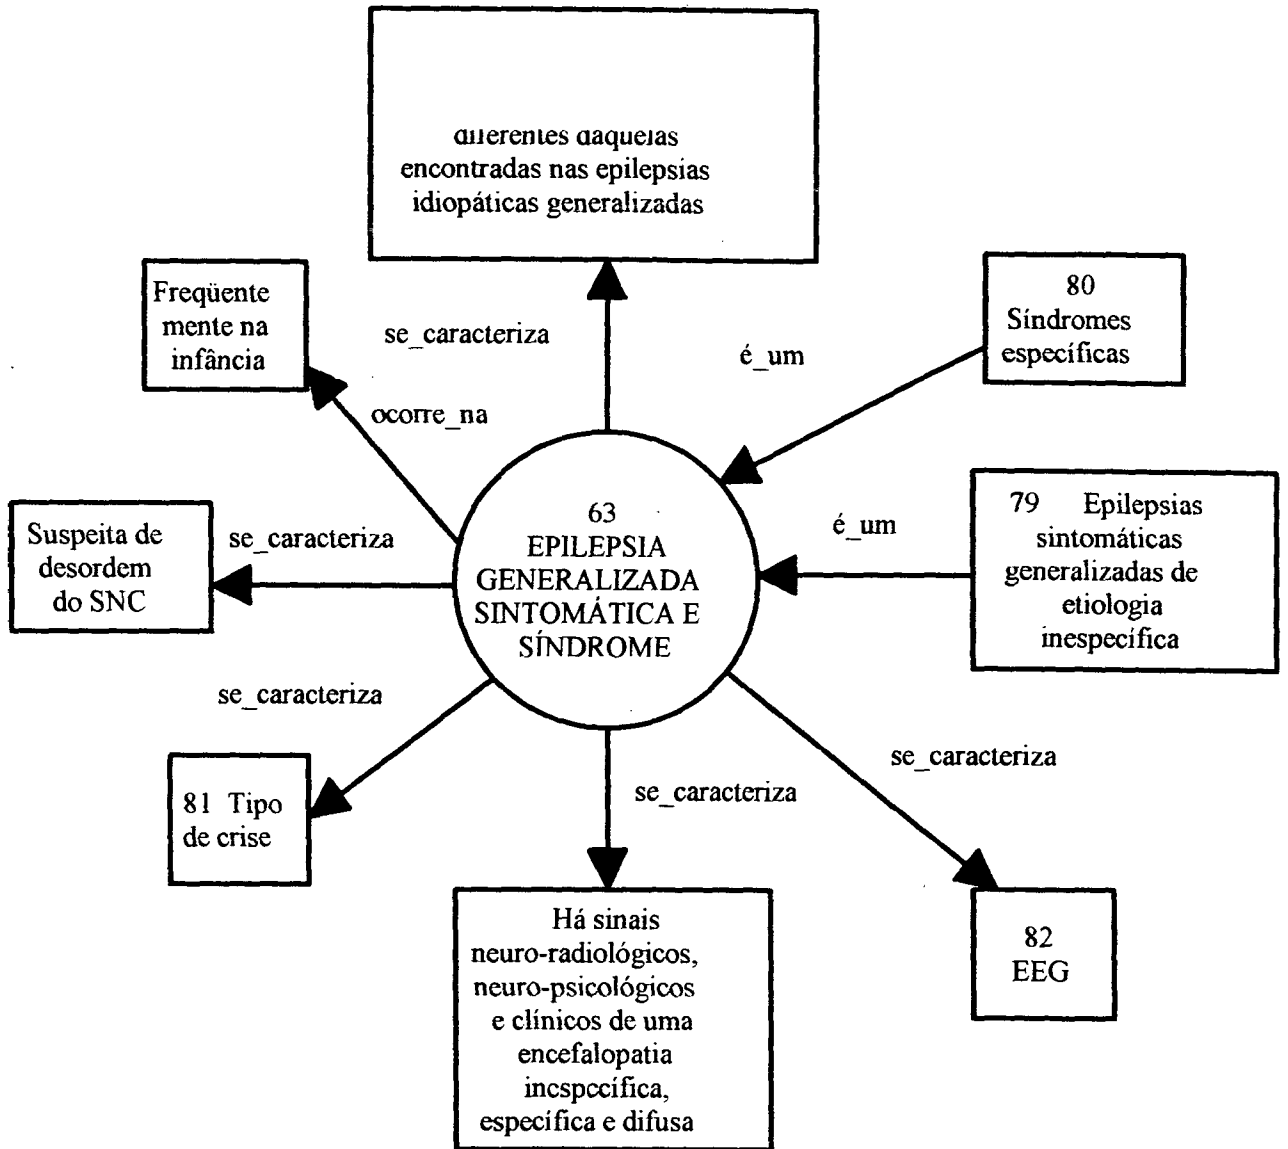 diferentes daquelas
encontradas nas epilepsias
idiopáticas generalizadas
Freqüente
mente na
infância
se_caracteriza
é_um
80
Síndromes
específicas
ocorre_na
Suspeita de
desordem
do SNC
se_caracteriza
63
EPILEPSIA
GENERALIZADA
SINTOMÁTICA E
SÍNDROME
é_um
79 Epilepsias
sintomáticas
generalizadas de
etiologia
inespecífica
se_caracteriza
81 Tipo
de crise
se_caracteriza
se_caracteriza
Há sinais
neuro-radiológicos,
neuro-psicológicos
e clínicos de uma
encefalopatia
inespecífica,
específica e difusa
82
EEG